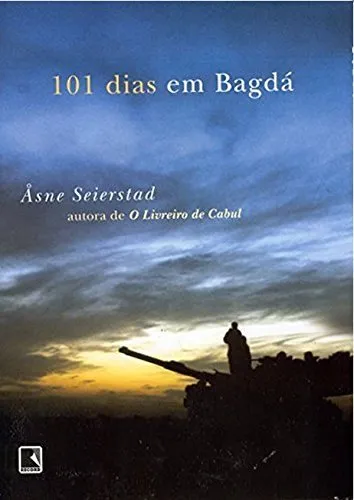 101 dias em Bagdá
Åsne Seierstad
autora de O Livreiro de Cabul